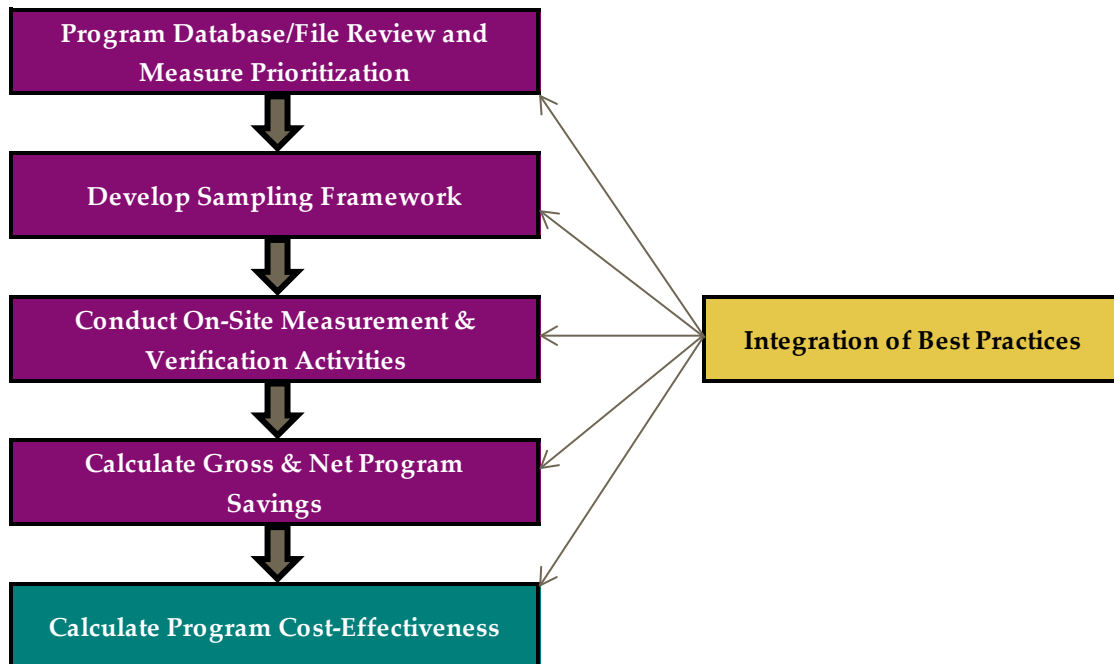 Program Database/File Review and
Measure Prioritization
Develop Sampling Framework
Conduct On-Site Measurement &
Verification Activities
Integration of Best Practices
Calculate Gross & Net Program
Savings
Calculate Program Cost-Effectiveness